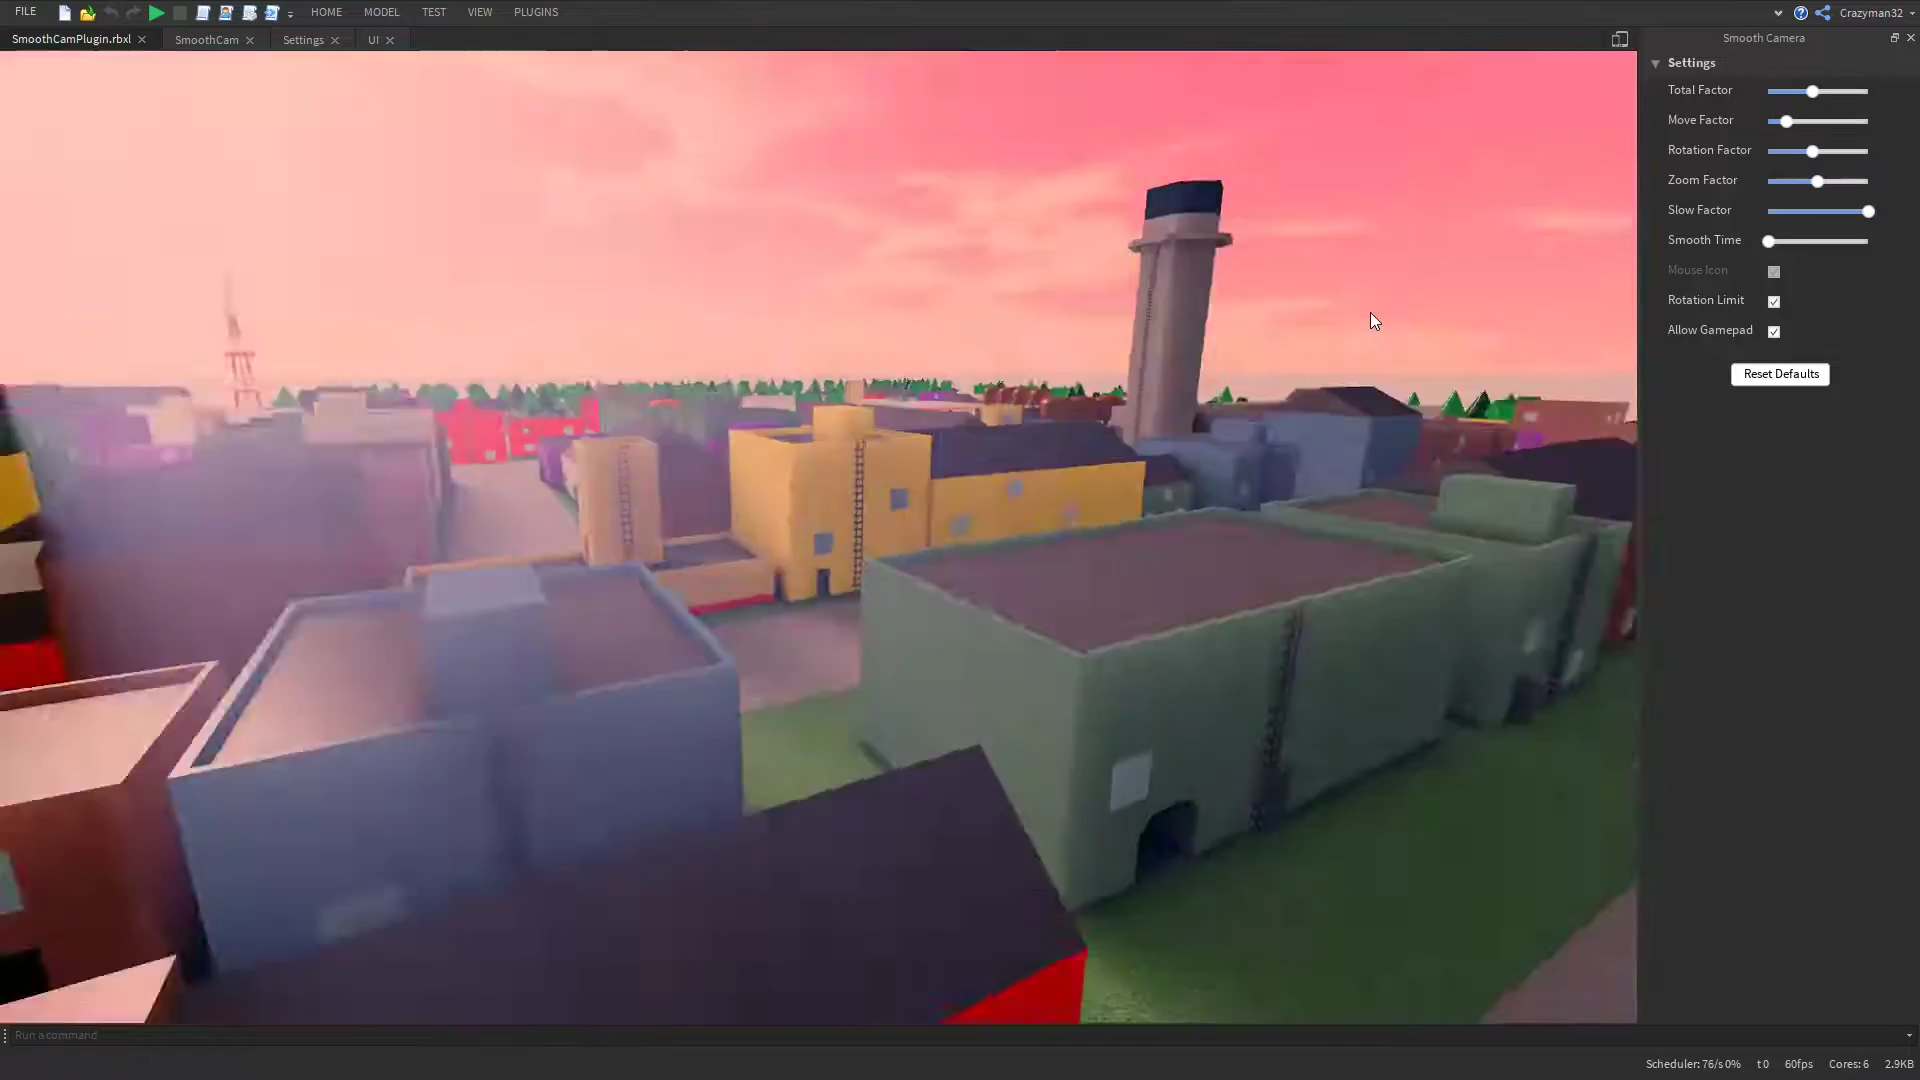 FILE HOME MODEL TEST VIEW PLUGINS Crazyman32
SmoothCamPlugin.rbxl SmoothCam Settings UI
Smooth Camera
Settings
Total Factor
Move Factor
Rotation Factor
Zoom Factor
Slow Factor
Smooth Time
Mouse Icon
Rotation Limit
Allow Gamepad
Reset Defaults
Run a command
Scheduler: 76/s 0% t 0 60fps Cores: 6 2.9KB